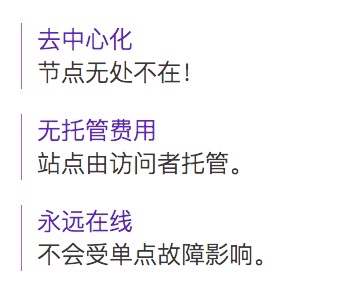 去中心化
节点无处不在！
无托管费用
站点由访问者托管。
永远在线
不会受单点故障影响。